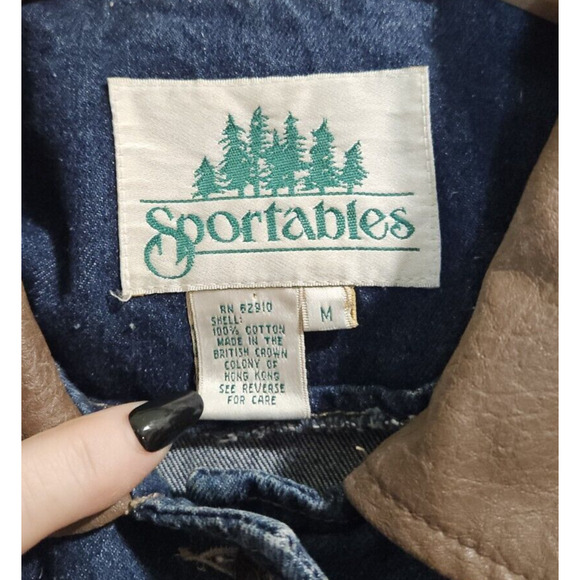 Sportables
M
RN 62910
SHELL:
100% COTTON
MADE IN THE
BRITISH CROWN
COLONY OF
HONG KONG
SEE REVERSE
FOR CARE